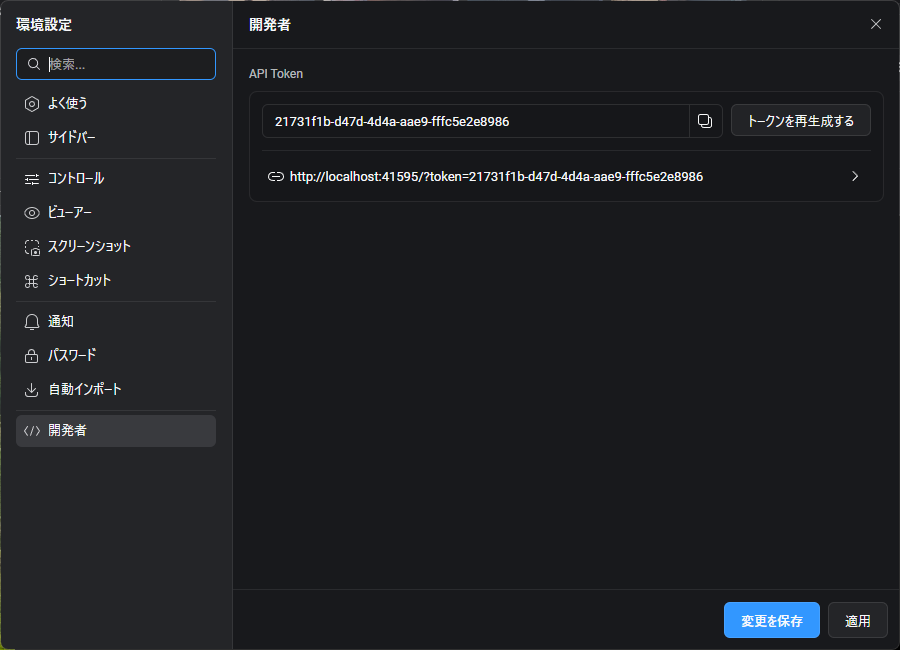 環境設定
検索...
よく使う
サイドバー
コントロール
ビューアー
スクリーンショット
ショートカット
通知
パスワード
自動インポート
開発者
開発者
API Token
21731f1b-d47d-4d4a-aae9-fffc5e2e8986
トークンを再生成する
http://localhost:41595/?token=21731f1b-d47d-4d4a-aae9-fffc5e2e8986
変更を保存
適用